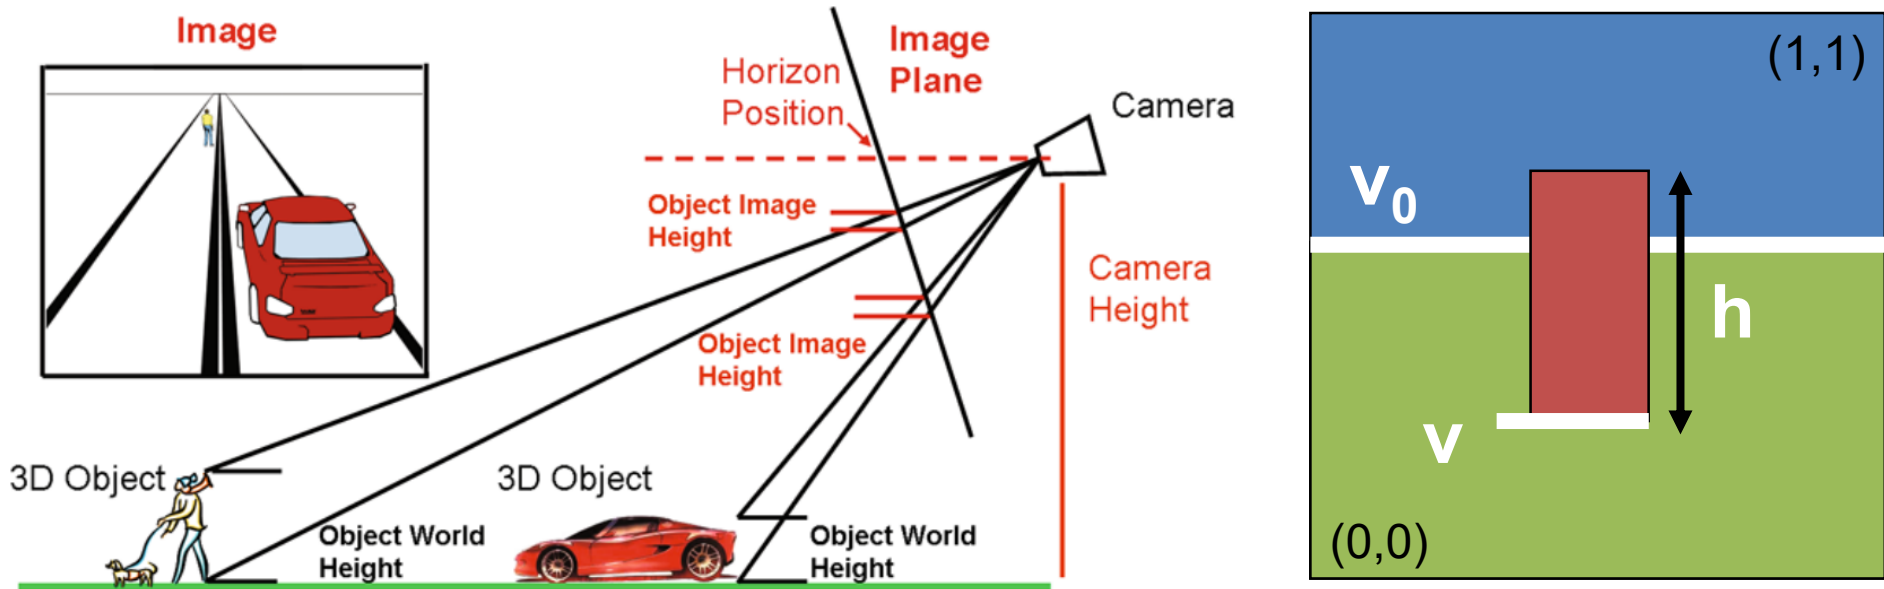 Image
Horizon
Position
Image
Plane
Camera
Object Image
Height
Camera
Height
Object Image
Height
3D Object
3D Object
Object World
Height
Object World
Height
(1,1)
v0
h
v
(0,0)